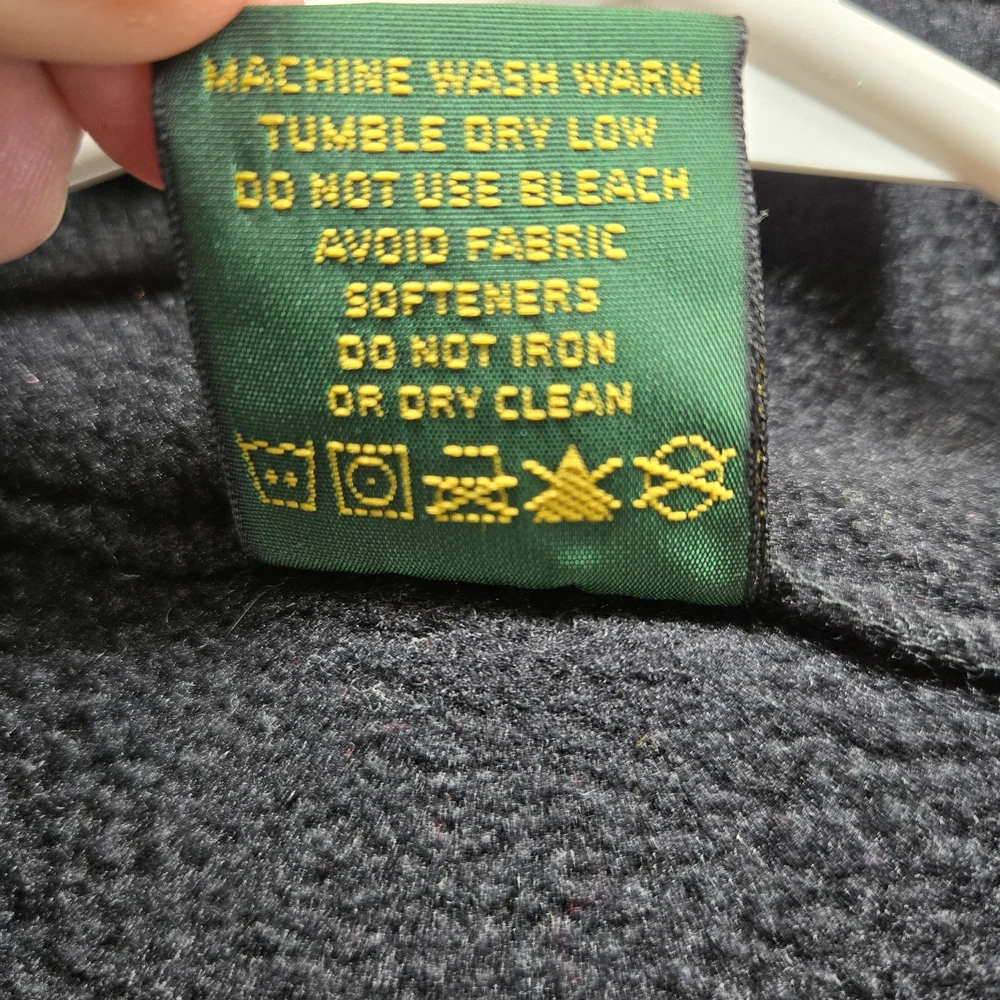 MACHINE WASH WARM
TUMBLE DRY LOW
DO NOT USE BLEACH
AVOID FABRIC
SOFTENERS
DO NOT IRON
OR DRY CLEAN